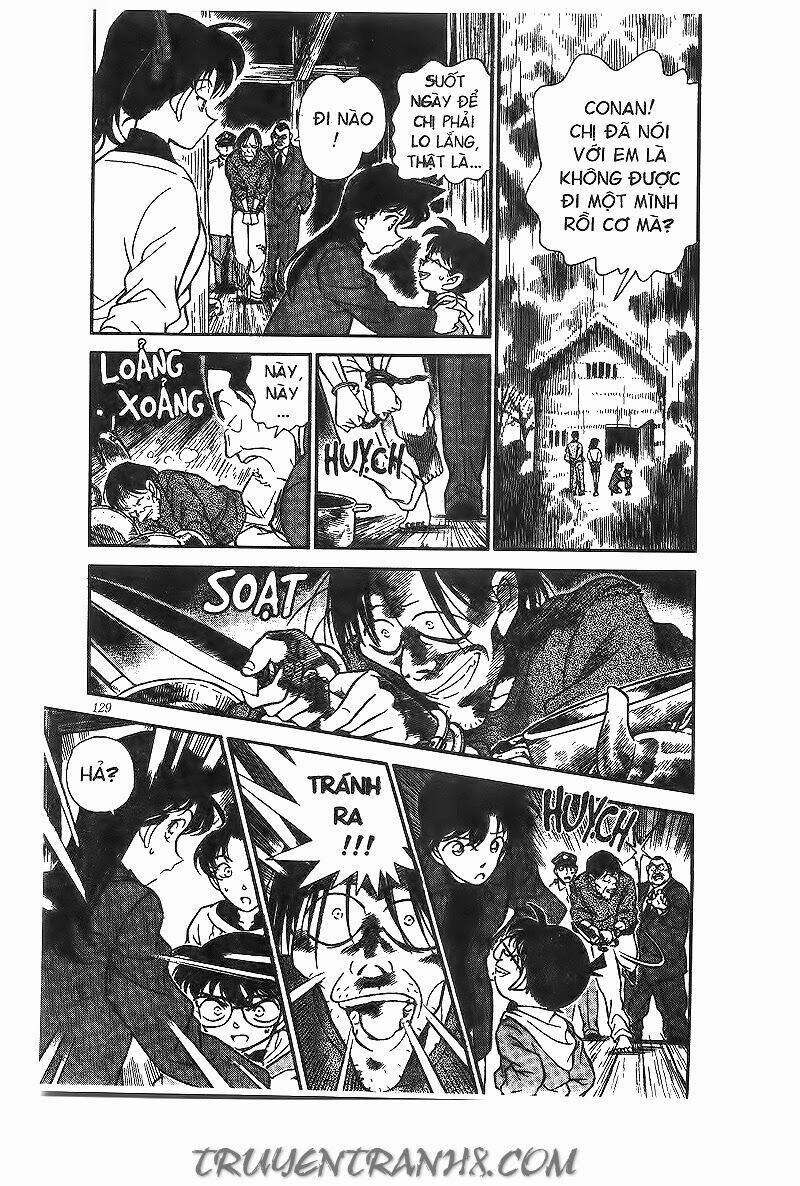 CONAN!
CHỊ ĐÃ NÓI
VỚI EM LÀ
KHÔNG ĐƯỢC
ĐI MỘT MÌNH
RỒI CƠ MÀ?
SUỐT
NGÀY ĐỂ
CHỊ PHẢI
LO LẮNG,
THẬT LÀ...
ĐI NÀO
!
HUỴCH
NÀY,
NÀY
...
LOẢNG
XOẢNG
SOẠT
129
HUỴCH
TRÁNH
RA
!!!
HẢ?
TRUYENTRANH8.COM